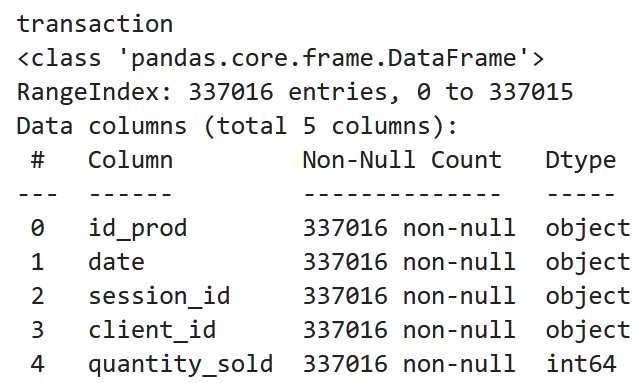 transaction
<class 'pandas.core.frame.DataFrame'>
RangeIndex: 337016 entries, 0 to 337015
Data columns (total 5 columns):
 #   Column         Non-Null Count   Dtype
---  ------         --------------   -----
 0   id_prod        337016 non-null  object
 1   date           337016 non-null  object
 2   session_id     337016 non-null  object
 3   client_id      337016 non-null  object
 4   quantity_sold  337016 non-null  int64